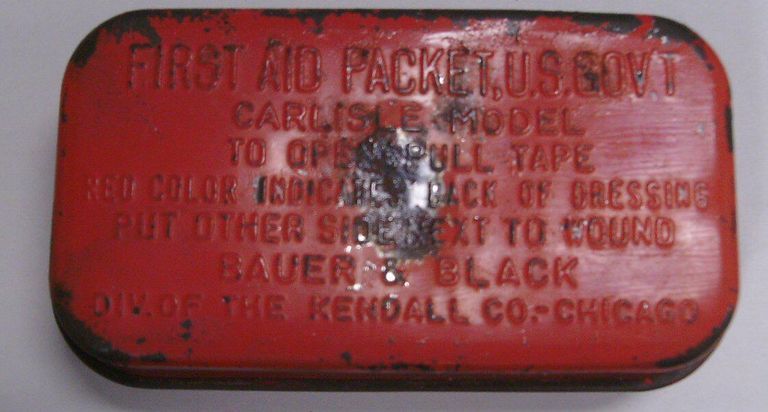 FIRST AID PACKET, U.S. GOV'T
CARLISLE MODEL
TO OPEN PULL TAPE
RED COLOR INDICATES BACK OF DRESSING
PUT OTHER SIDE NEXT TO WOUND
BAUER & BLACK
DIV. OF THE KENDALL CO.-CHICAGO